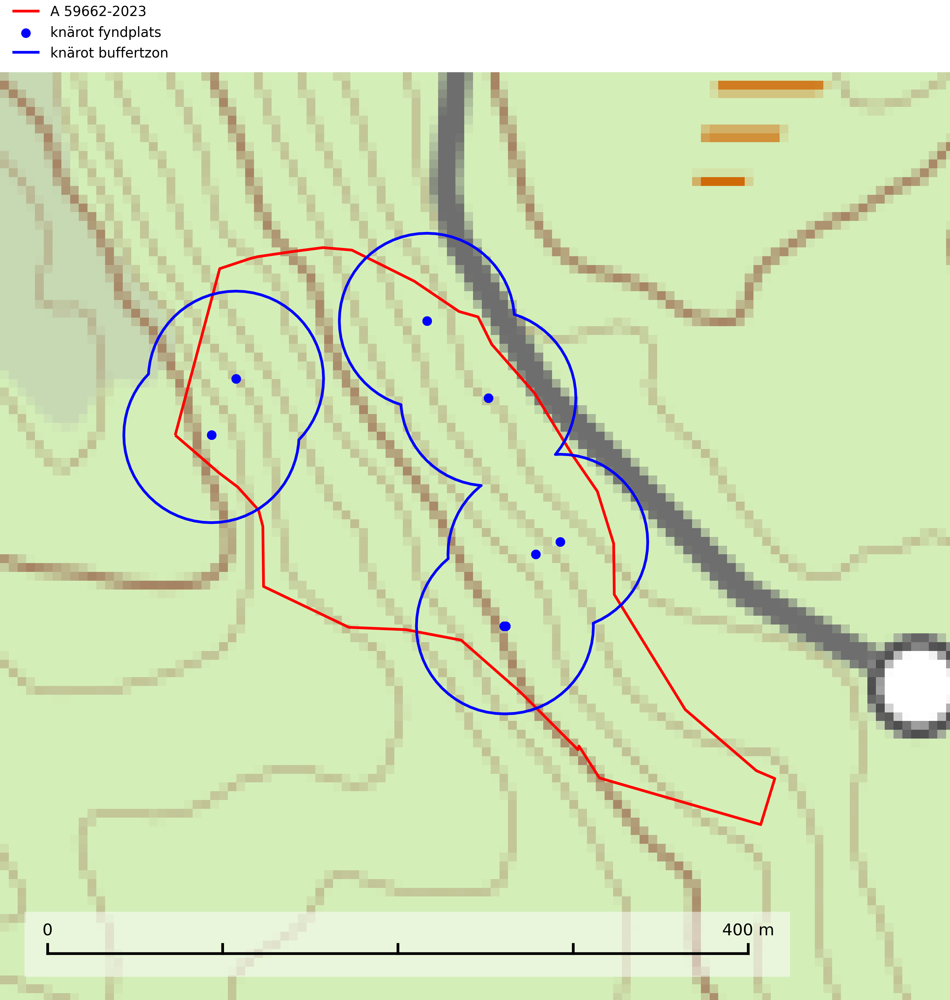 A 59662-2023
knärot fyndplats
knärot buffertzon
0 400 m